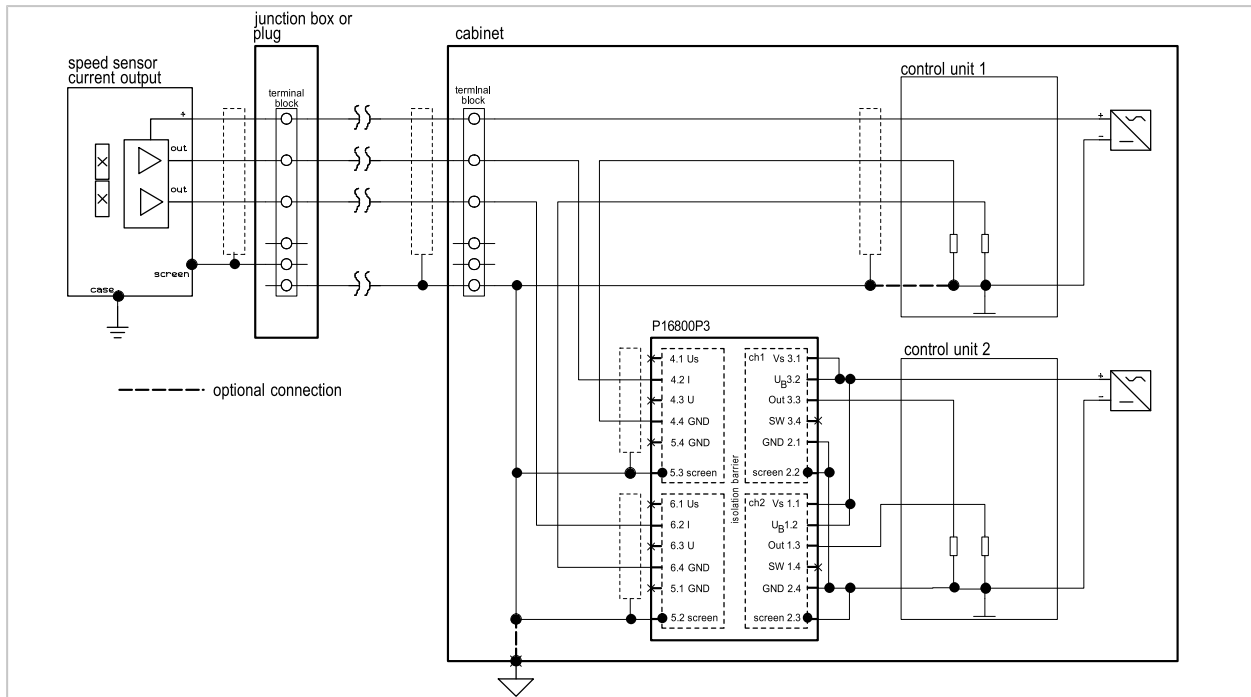 junction box or
plug
cabinet
speed sensor
current output
control unit 1
terminal
block
terminal
block
+
out
out
screen
case
+
-
P16800P3
control unit 2
optional connection
4.1 Us
4.2 I
4.3 U
4.4 GND
5.4 GND
5.3 screen
6.1 Us
6.2 I
6.3 U
6.4 GND
5.1 GND
5.2 screen
isolation barrier
ch1 Vs 3.1
UB3.2
Out 3.3
SW 3.4
GND 2.1
screen 2.2
ch2 Vs 1.1
UB1.2
Out 1.3
SW 1.4
GND 2.4
screen 2.3
+
-